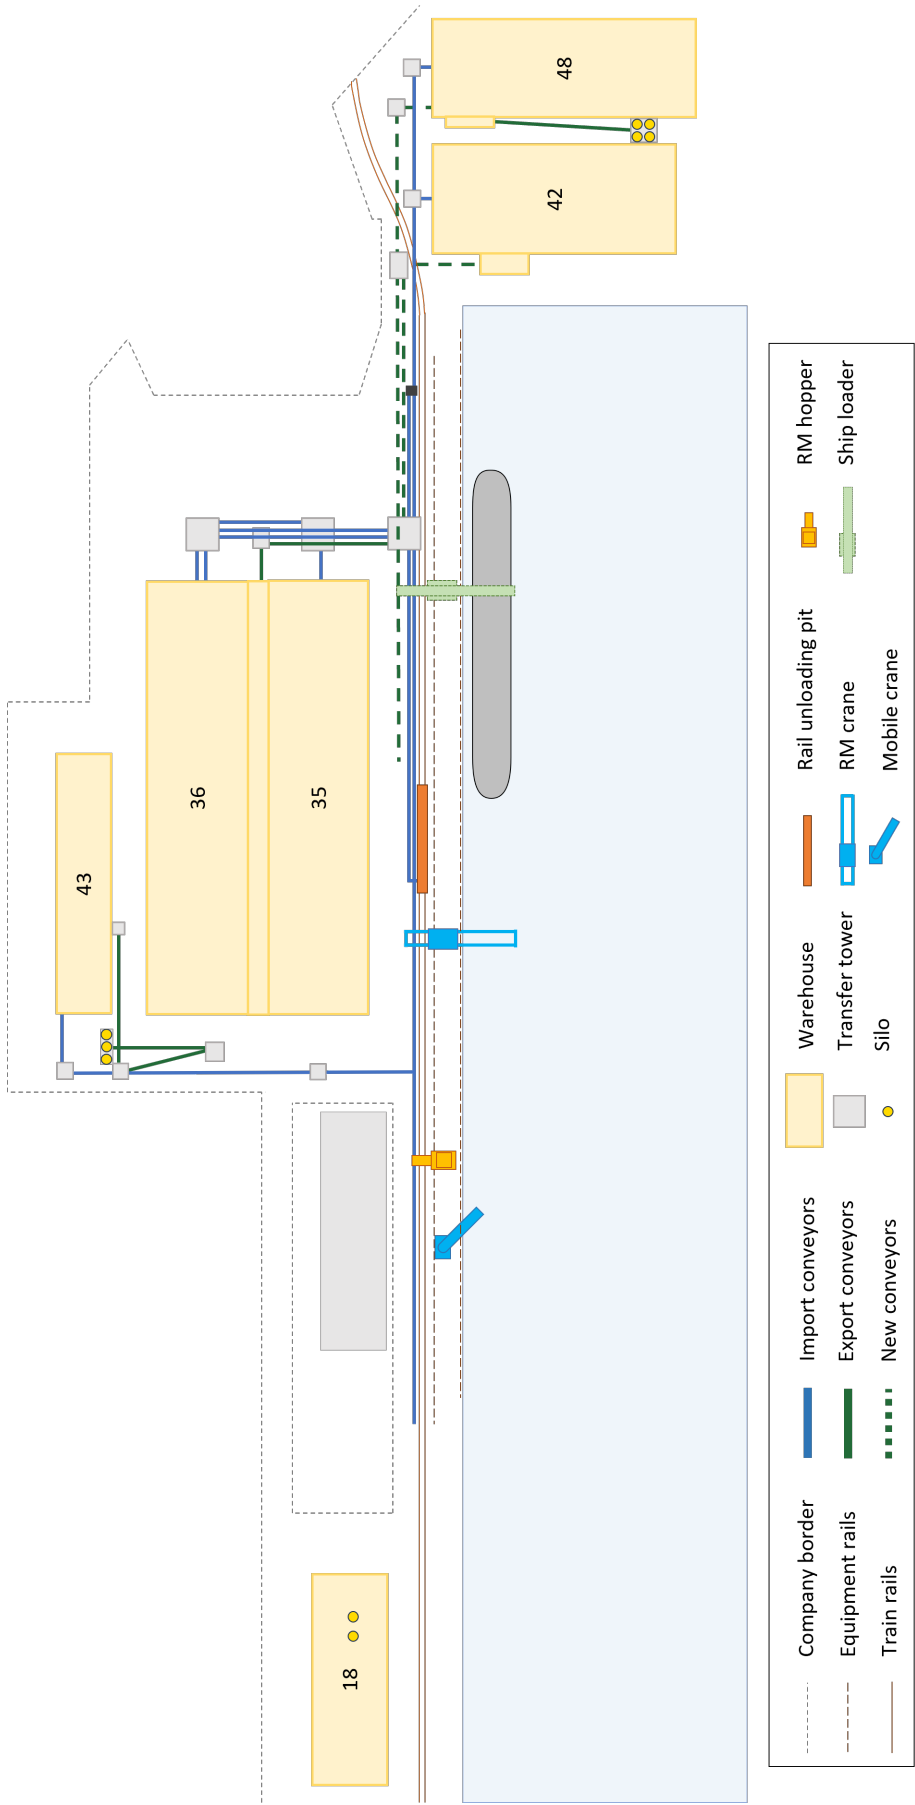 18
43
36
35
42
48
Company border
Equipment rails
Train rails
Import conveyors
Export conveyors
New conveyors
Warehouse
Transfer tower
Silo
Rail unloading pit
RM crane
Mobile crane
RM hopper
Ship loader